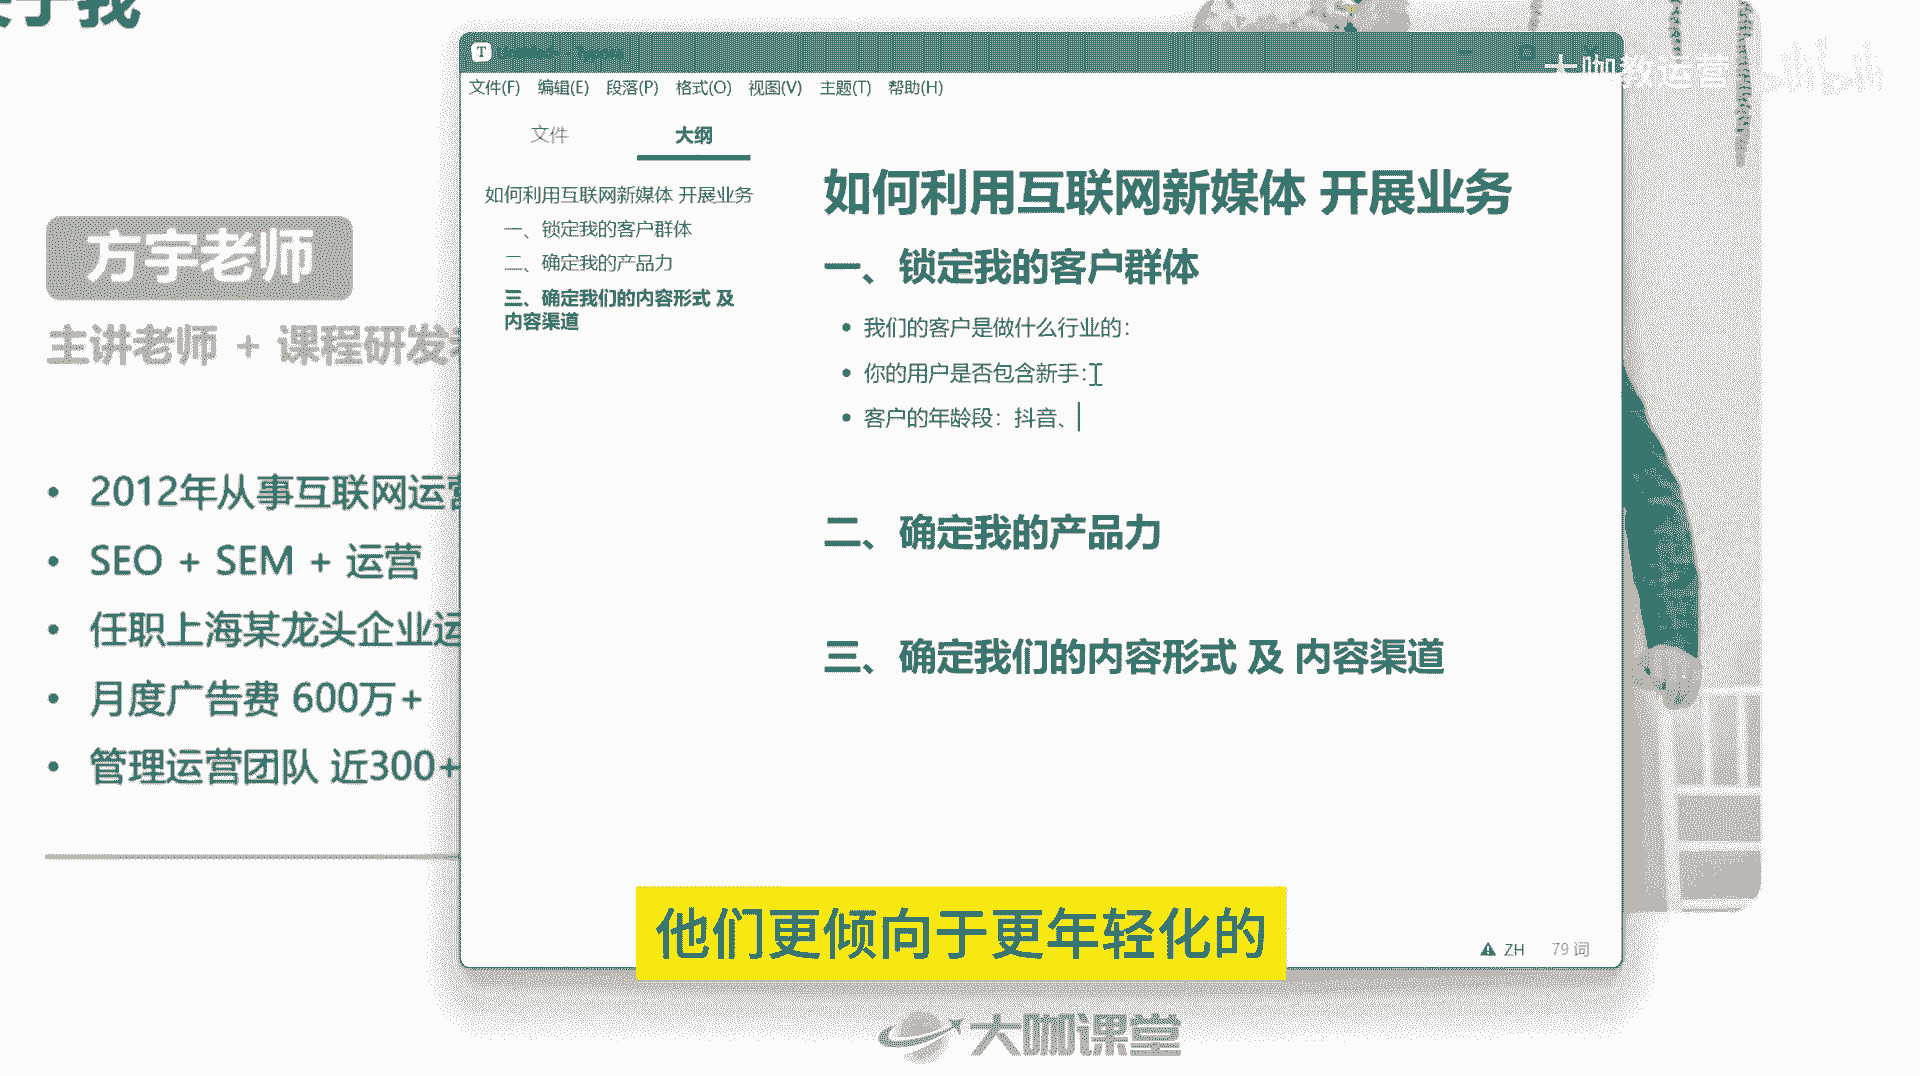 于我
方宇老师
主讲老师 + 课程研发
2012年从事互联网运营
SEO + SEM + 运营
任职上海某龙头企业运
月度广告费 600万+
管理运营团队 近300+
文件(F) 编辑(E) 段落(P) 格式(O) 视图(V) 主题(T) 帮助(H)
文件 大纲
如何利用互联网新媒体 开展业务
一、锁定我的客户群体
二、确定我的产品力
三、确定我们的内容形式 及
内容渠道
如何利用互联网新媒体 开展业务
一、锁定我的客户群体
我们的客户是做什么行业的：
你的用户是否包含新手：
客户的年龄段：抖音、
二、确定我的产品力
三、确定我们的内容形式 及 内容渠道
ZH 79 词
大咖教运营
他们更倾向于更年轻化的
大咖课堂